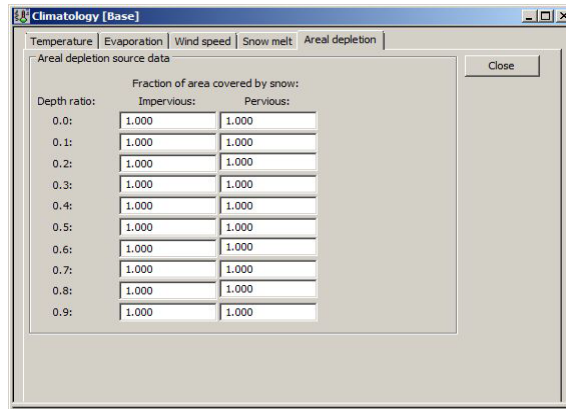 Climatology [Base]
Temperature Evaporation Wind speed Snow melt Areal depletion
Areal depletion source data
Close
Fraction of area covered by snow:
Depth ratio: Impervious: Pervious:
0.0: 1.000 1.000
0.1: 1.000 1.000
0.2: 1.000 1.000
0.3: 1.000 1.000
0.4: 1.000 1.000
0.5: 1.000 1.000
0.6: 1.000 1.000
0.7: 1.000 1.000
0.8: 1.000 1.000
0.9: 1.000 1.000